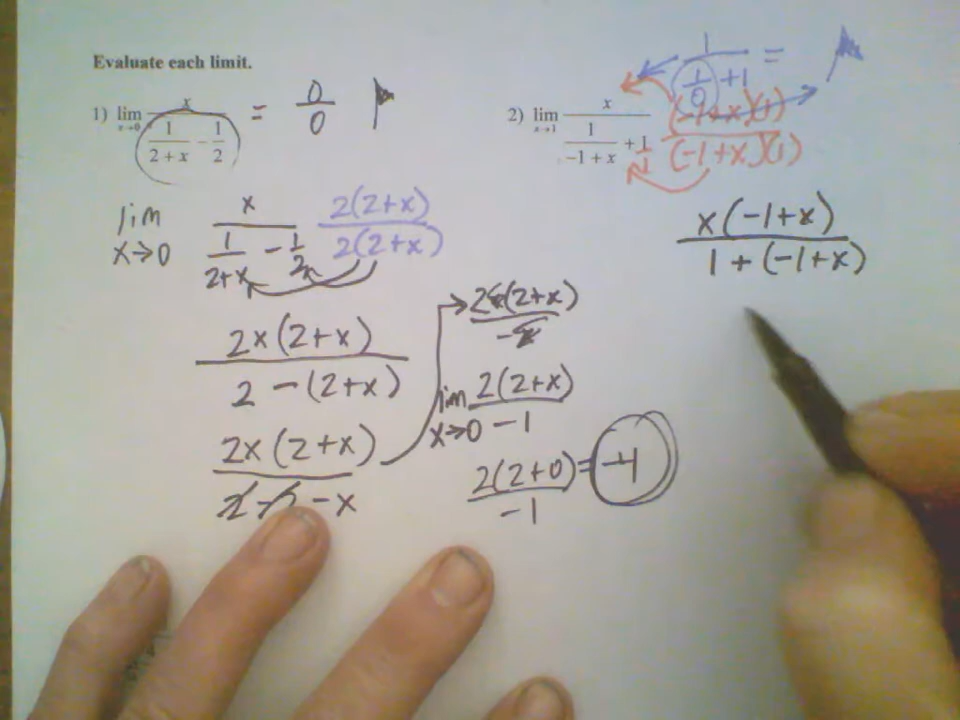 Evaluate each limit.
1) lim x→0 x / (1/(2+x) - 1/2) = 0/0
lim x→0 x / (1/(2+x) - 1/2) 2(2+x) / 2(2+x)
2x(2+x) / 2-(2+x)
2x(2+x) / 2-2-x
2x(2+x) / -x
lim x→0 2(2+x) / -1
2(2+0) / -1 = -4
2) lim x→1 x / (1/(-1+x) + 1/1) (-1+x)(1) / (-1+x)(1)
1 / (1/0 + 1) =
x(-1+x) / 1+(-1+x)